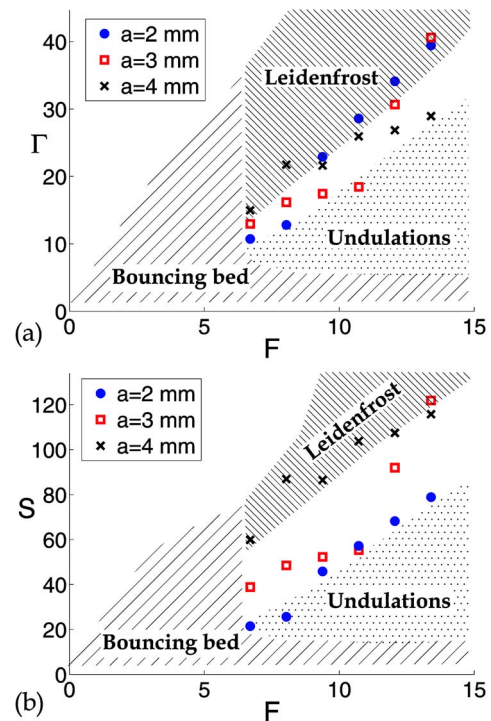 40
30
20
10
0
Γ
a=2 mm
a=3 mm
a=4 mm
Leidenfrost
Undulations
Bouncing bed
0 5 10 15
(a)
F
120
100
80
60
40
20
0
S
a=2 mm
a=3 mm
a=4 mm
Leidenfrost
Undulations
Bouncing bed
0 5 10 15
(b)
F